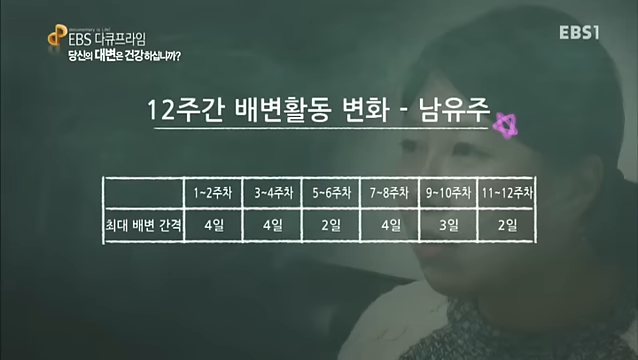 EBS 다큐프라임
당신의 대변은 건강하십니까?
EBS1
12주간 배변활동 변화 - 남유주
1~2주차 3~4주차 5~6주차 7~8주차 9~10주차 11~12주차
최대 배변 간격 4일 4일 2일 4일 3일 2일